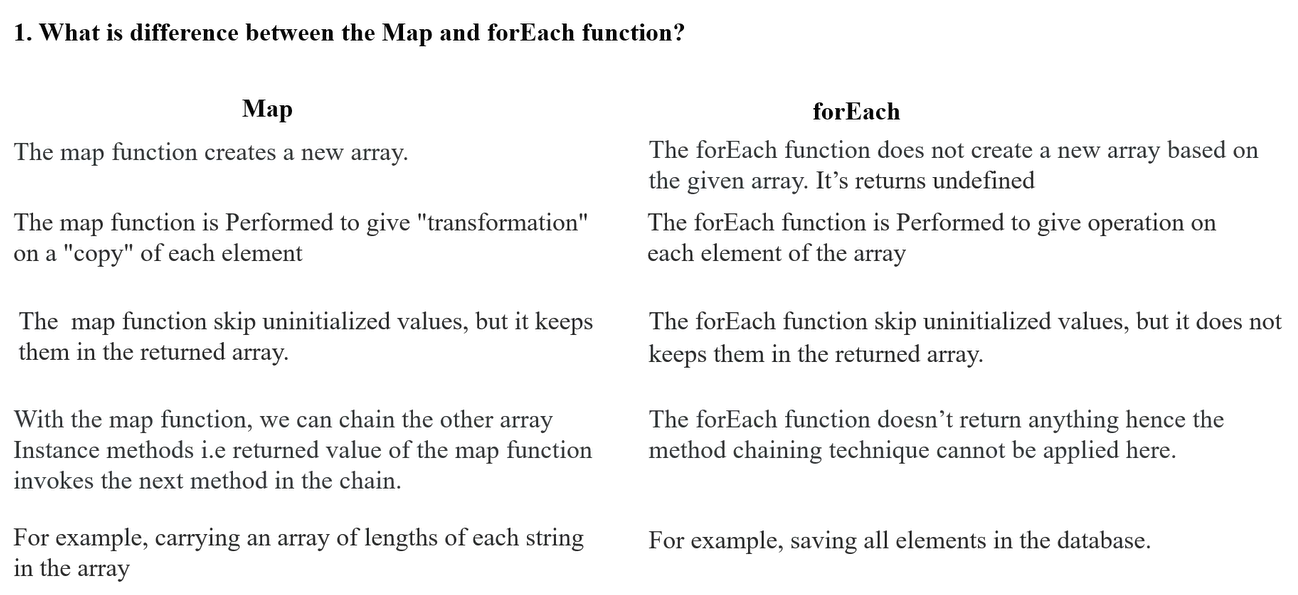 1. What is difference between the Map and forEach function?
Map
forEach
The map function creates a new array.
The forEach function does not create a new array based on
the given array. It’s returns undefined
The map function is Performed to give "transformation"
on a "copy" of each element
The forEach function is Performed to give operation on
each element of the array
The  map function skip uninitialized values, but it keeps
them in the returned array.
The forEach function skip uninitialized values, but it does not
keeps them in the returned array.
With the map function, we can chain the other array
Instance methods i.e returned value of the map function
invokes the next method in the chain.
The forEach function doesn’t return anything hence the
method chaining technique cannot be applied here.
For example, carrying an array of lengths of each string
in the array
For example, saving all elements in the database.